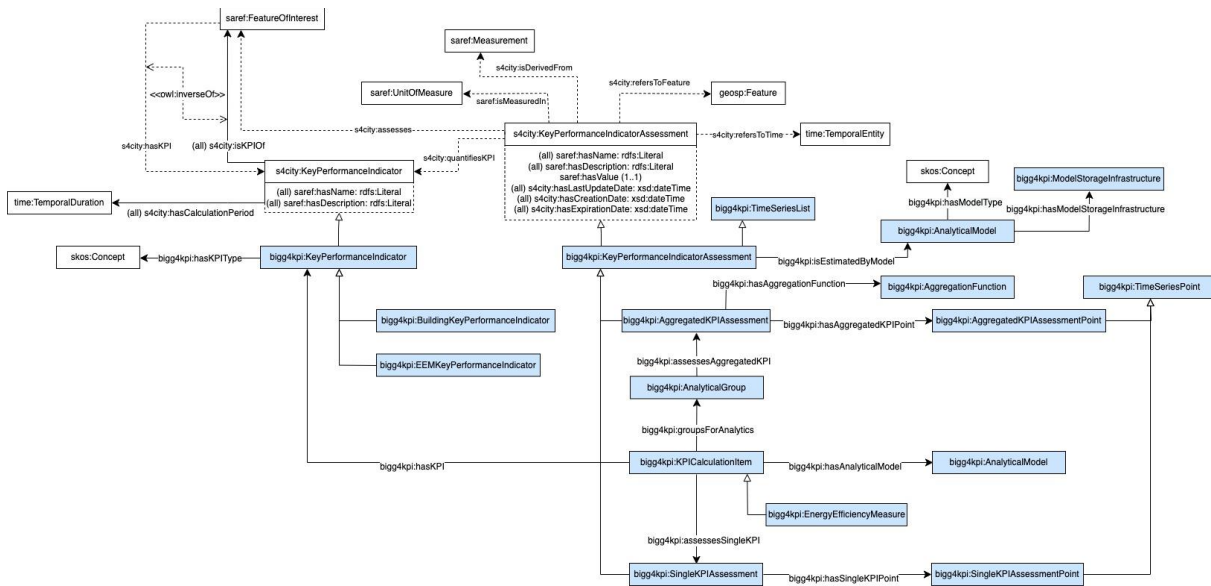 saref:FeatureOfInterest
saref:Measurement
s4city:isDerivedFrom
s4city:refersToFeature
<<owl:inverseOf>>
saref:UnitOfMeasure
saref:isMeasuredIn
geosp:Feature
s4city:assesses
s4city:KeyPerformanceIndicatorAssessment
s4city:refersToTime
time:TemporalEntity
s4city:hasKPI
(all) s4city:isKPIOf
s4city:quantifiesKPI
(all) saref:hasName: rdfs:Literal
(all) saref:hasDescription: rdfs:Literal
saref:hasValue (1..1)
(all) s4city:hasLastUpdateDate: xsd:dateTime
(all) s4city:hasCreationDate: xsd:dateTime
(all) s4city:hasExpirationDate: xsd:dateTime
s4city:KeyPerformanceIndicator
(all) saref:hasName: rdfs:Literal
(all) saref:hasDescription: rdfs:Literal
time:TemporalDuration
(all) s4city:hasCalculationPeriod
skos:Concept
bigg4kpi:ModelStorageInfrastructure
bigg4kpi:hasModelType
bigg4kpi:hasModelStorageInfrastructure
bigg4kpi:TimeSeriesList
bigg4kpi:AnalyticalModel
skos:Concept
bigg4kpi:hasKPIType
bigg4kpi:KeyPerformanceIndicator
bigg4kpi:KeyPerformanceIndicatorAssessment
bigg4kpi:isEstimatedByModel
bigg4kpi:hasAggregationFunction
bigg4kpi:AggregationFunction
bigg4kpi:TimeSeriesPoint
bigg4kpi:BuildingKeyPerformanceIndicator
bigg4kpi:AggregatedKPIAssessment
bigg4kpi:hasAggregatedKPIPoint
bigg4kpi:AggregatedKPIAssessmentPoint
bigg4kpi:EEMKeyPerformanceIndicator
bigg4kpi:assessesAggregatedKPI
bigg4kpi:AnalyticalGroup
bigg4kpi:groupsForAnalytics
bigg4kpi:hasKPI
bigg4kpi:KPICalculationItem
bigg4kpi:hasAnalyticalModel
bigg4kpi:AnalyticalModel
bigg4kpi:EnergyEfficiencyMeasure
bigg4kpi:assessesSingleKPI
bigg4kpi:SingleKPIAssessment
bigg4kpi:hasSingleKPIPoint
bigg4kpi:SingleKPIAssessmentPoint